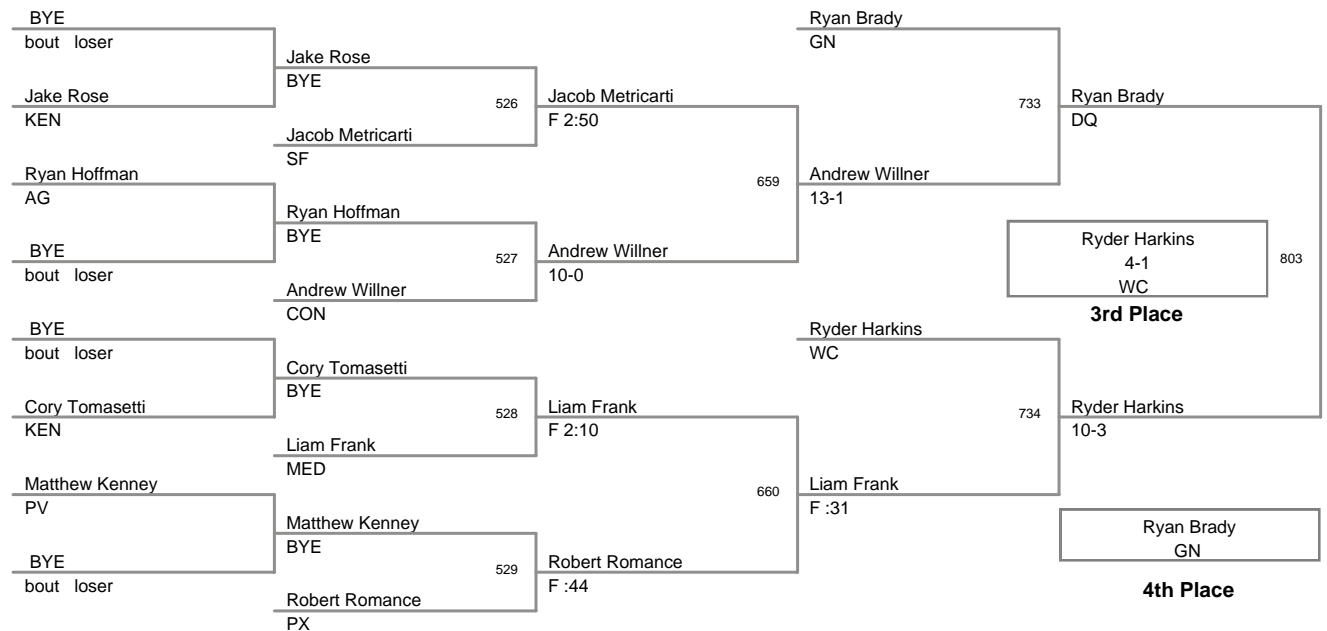 BYE
bout loser
Jake Rose
KEN
Ryan Hoffman
AG
BYE
bout loser
BYE
bout loser
Cory Tomasetti
KEN
Matthew Kenney
PV
BYE
bout loser
Jake Rose
BYE
526
Jacob Metricarti
SF
Ryan Hoffman
BYE
527
Andrew Willner
CON
Cory Tomasetti
BYE
528
Liam Frank
MED
Matthew Kenney
BYE
529
Robert Romance
PX
Jacob Metricarti
F 2:50
659
Andrew Willner
10-0
Liam Frank
F 2:10
660
Robert Romance
F :44
Ryan Brady
GN
733
Andrew Willner
13-1
Ryder Harkins
WC
734
Liam Frank
F :31
Ryan Brady
DQ
Ryder Harkins
4-1
WC
803
3rd Place
Ryder Harkins
10-3
Ryan Brady
GN
4th Place